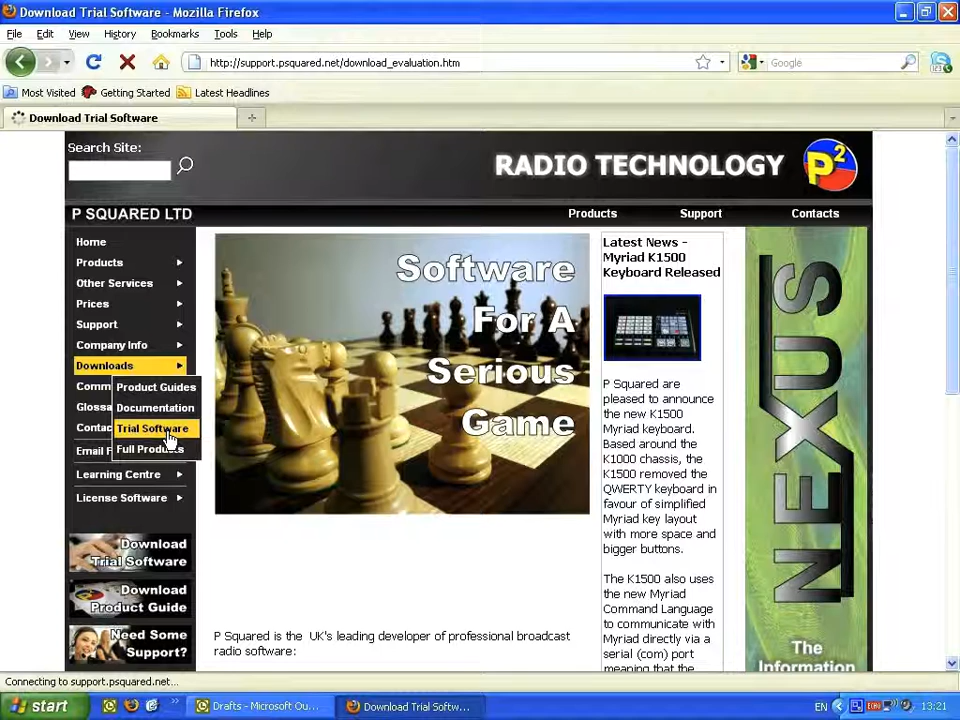 Download Trial Software - Mozilla Firefox
File Edit View History Bookmarks Tools Help
http://support.psquared.net/download_evaluation.htm
Google
Most Visited Getting Started Latest Headlines
Download Trial Software
Search Site:
RADIO TECHNOLOGY
P2
P SQUARED LTD
Products Support Contacts
Home
Products
Other Services
Prices
Support
Company Info
Downloads
Product Guides
Documentation
Trial Software
Full Products
Comm
Glossa
Contac
Email F
Learning Centre
License Software
Download
Trial Software
Download
Product Guide
Need Some
Support?
Software
For A
Serious
Game
P Squared is the UK's leading developer of professional broadcast
radio software:
Latest News -
Myriad K1500
Keyboard Released
P Squared are
pleased to announce
the new K1500
Myriad keyboard.
Based around the
K1000 chassis, the
K1500 removed the
QWERTY keyboard in
favour of simplified
Myriad key layout
with more space and
bigger buttons.
The K1500 also uses
the new Myriad
Command Language
to communicate with
Myriad directly via a
serial (com) port
meaning that the
NEXUS
The
Information
Connecting to support.psquared.net...
start
Drafts - Microsoft Ou...
Download Trial Softw...
EN
13:21